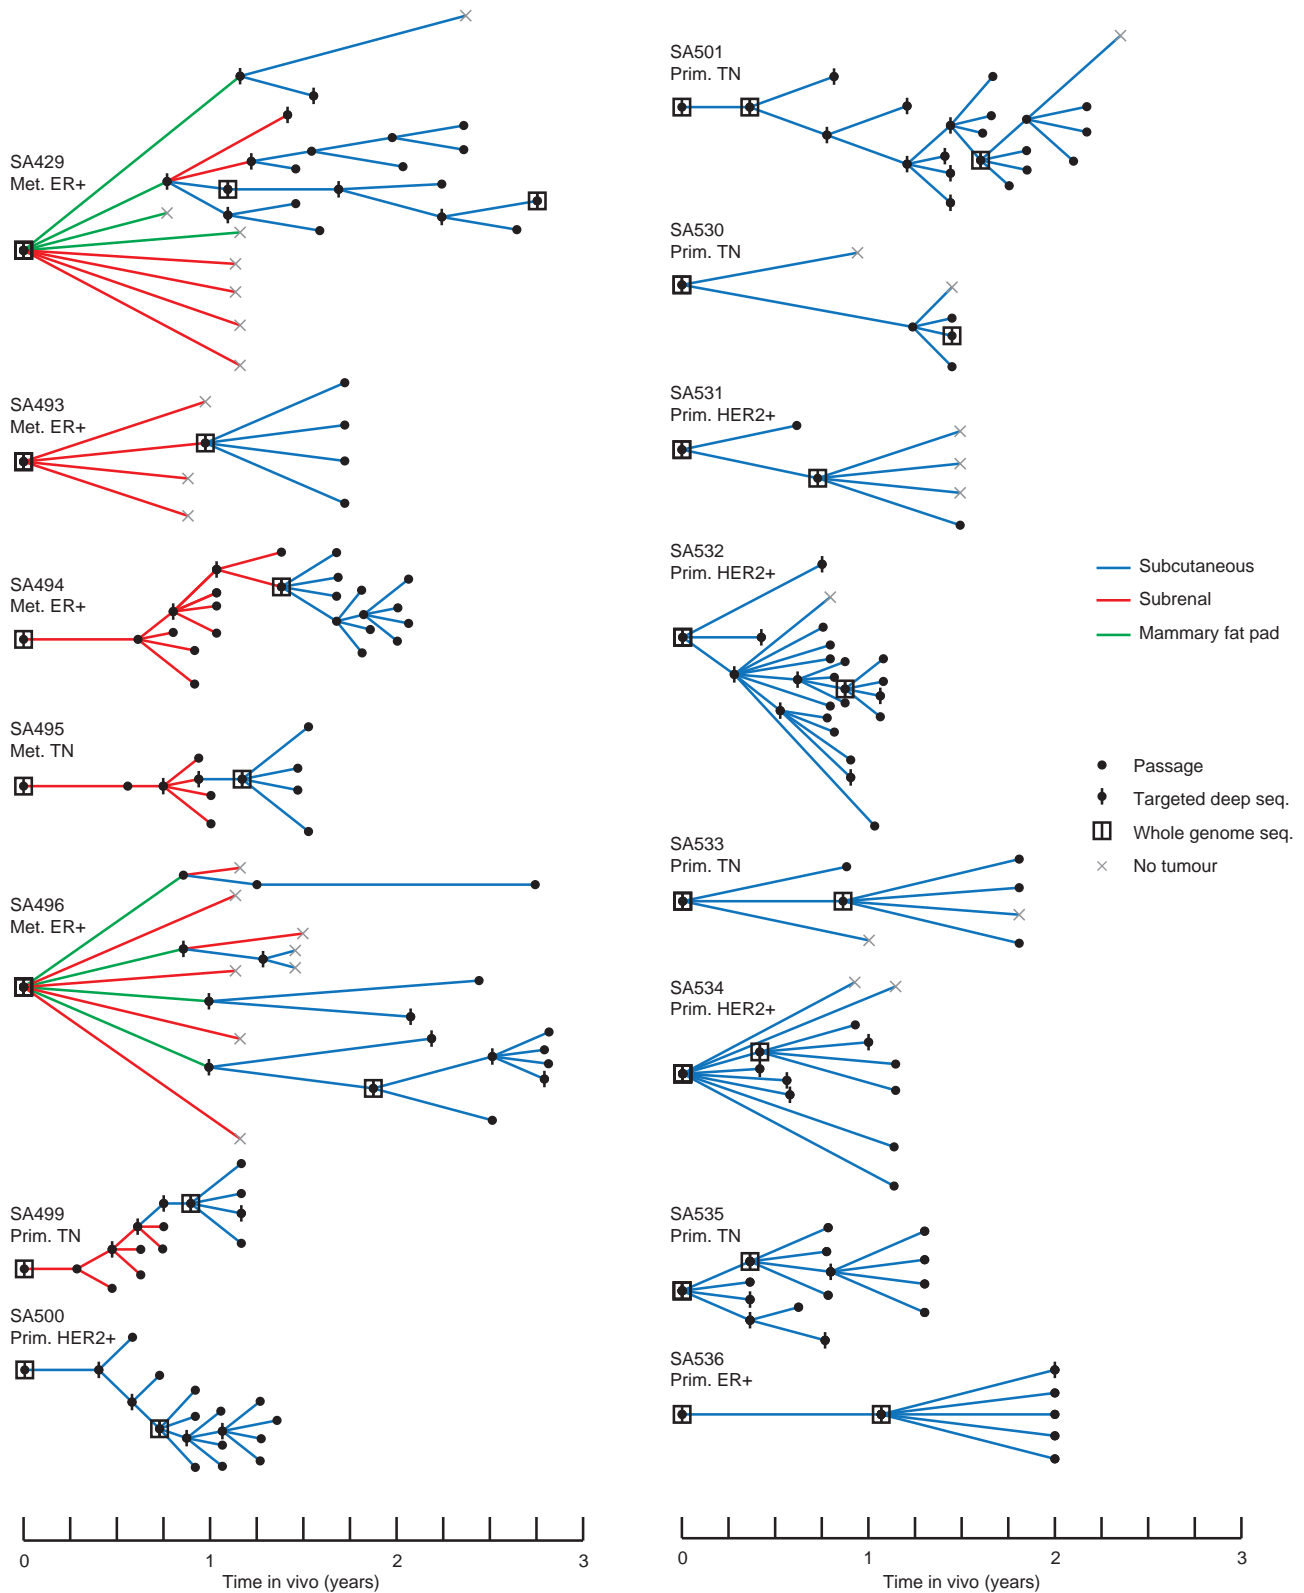 SA429
Met. ER+
SA493
Met. ER+
SA494
Met. ER+
SA495
Met. TN
SA496
Met. ER+
SA499
Prim. TN
SA500
Prim. HER2+
0
1
2
3
Time in vivo (years)
SA501
Prim. TN
SA530
Prim. TN
SA531
Prim. HER2+
SA532
Prim. HER2+
SA533
Prim. TN
SA534
Prim. HER2+
SA535
Prim. TN
SA536
Prim. ER+
0
1
2
3
Time in vivo (years)
Subcutaneous
Subrenal
Mammary fat pad
Passage
Targeted deep seq.
Whole genome seq.
No tumour